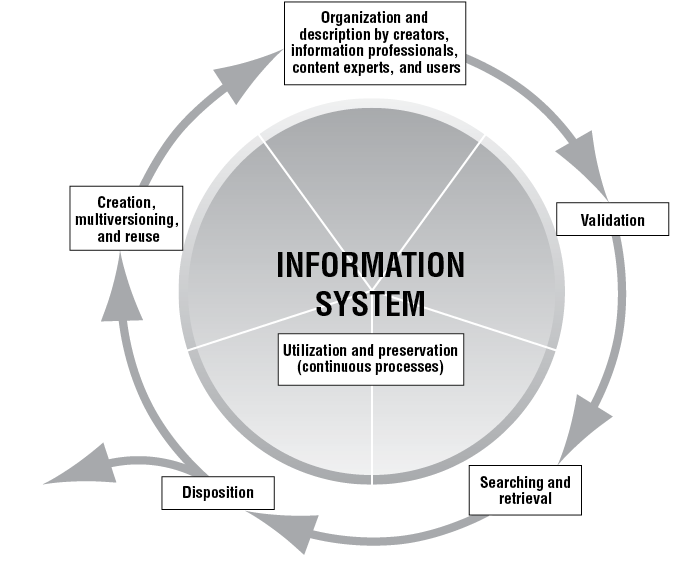 Organization and
description by creators,
information professionals,
content experts, and users
Creation,
multiversioning,
and reuse
Validation
INFORMATION
SYSTEM
Utilization and preservation
(continuous processes)
Searching and
retrieval
Disposition